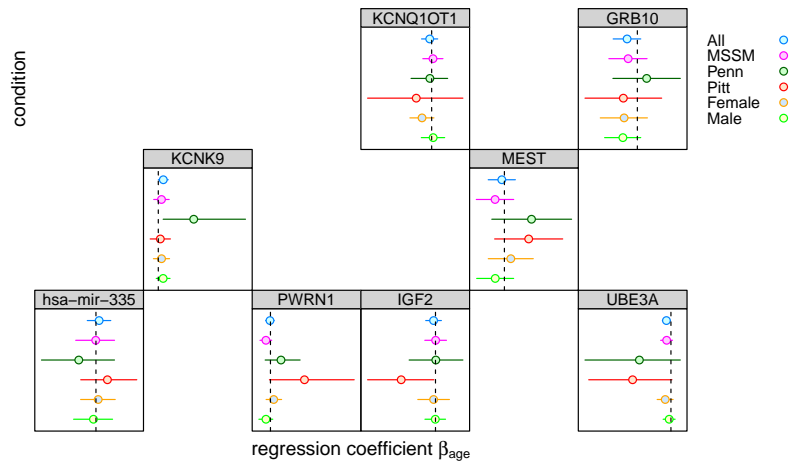 KCNQ1OT1
GRB10
All
MSSM
Penn
Pitt
Female
Male
condition
KCNK9
MEST
hsa−mir−335
PWRN1
IGF2
UBE3A
regression coefficient βage